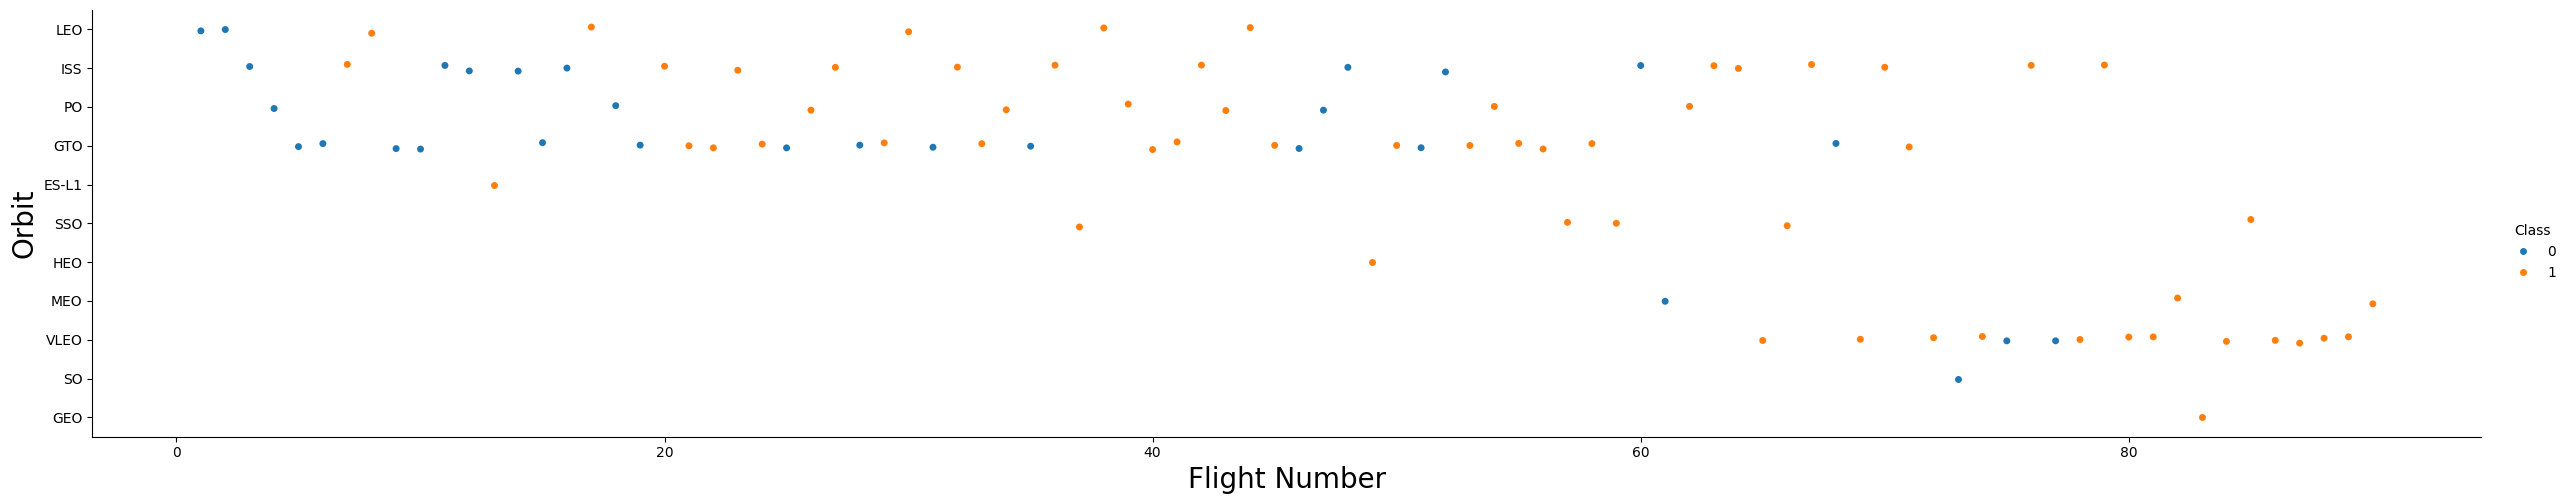 Orbit
LEO
ISS
PO
GTO
ES-L1
SSO
HEO
MEO
VLEO
SO
GEO
0 20 40 60 80
Flight Number
Class
0
1